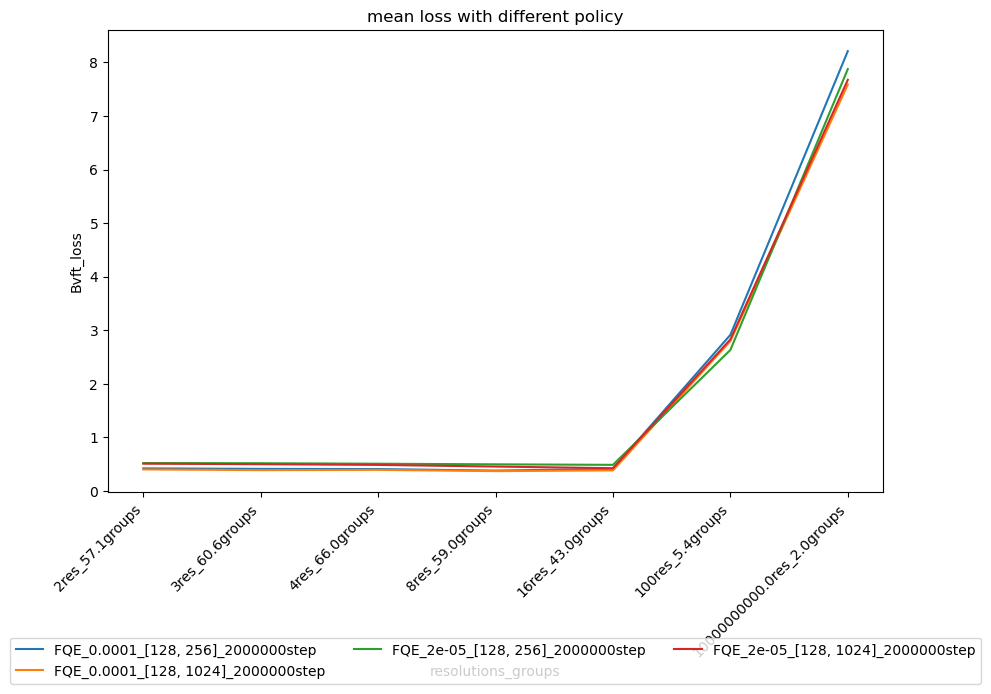 mean loss with different policy
8
7
6
5
4
3
2
1
0
Bvft_loss
2res_57.1groups
3res_60.6groups
4res_66.0groups
8res_59.0groups
16res_43.0groups
100res_5.4groups
resolutions_groups
FQE_0.0001_[128, 256]_2000000step
FQE_0.0001_[128, 1024]_2000000step
FQE_2e-05_[128, 256]_2000000step
FQE_2e-05_[128, 1024]_2000000step